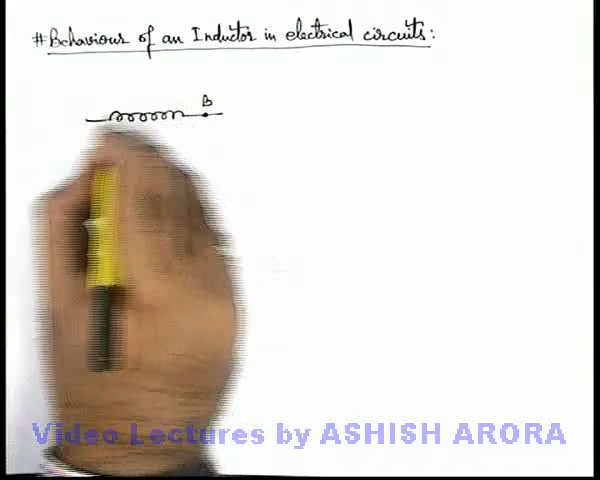 #Behaviour of an Inductor in electrical circuits:
B
Video Lectures by ASHISH ARORA